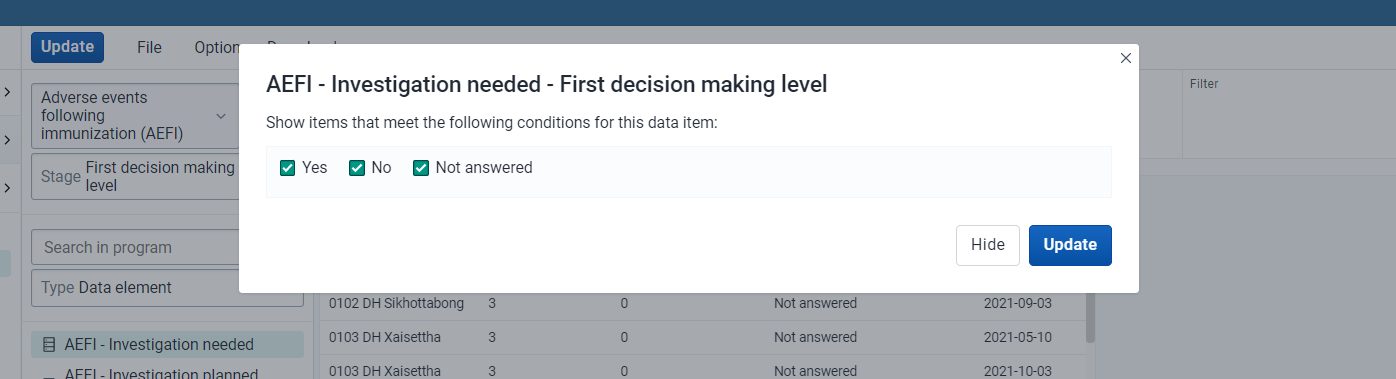 Update File Option
AEFI - Investigation needed - First decision making level
Show items that meet the following conditions for this data item:
Yes No Not answered
Hide Update
Filter
Adverse events
following
immunization (AEFI)
Stage First decision making
level
Search in program
Type Data element
AEFI - Investigation needed
AEFI - Investigation planned
0102 DH Sikhottabong 3 0 Not answered 2021-09-03
0103 DH Xaisettha 3 0 Not answered 2021-05-10
0103 DH Xaisettha 3 0 Not answered 2021-10-03